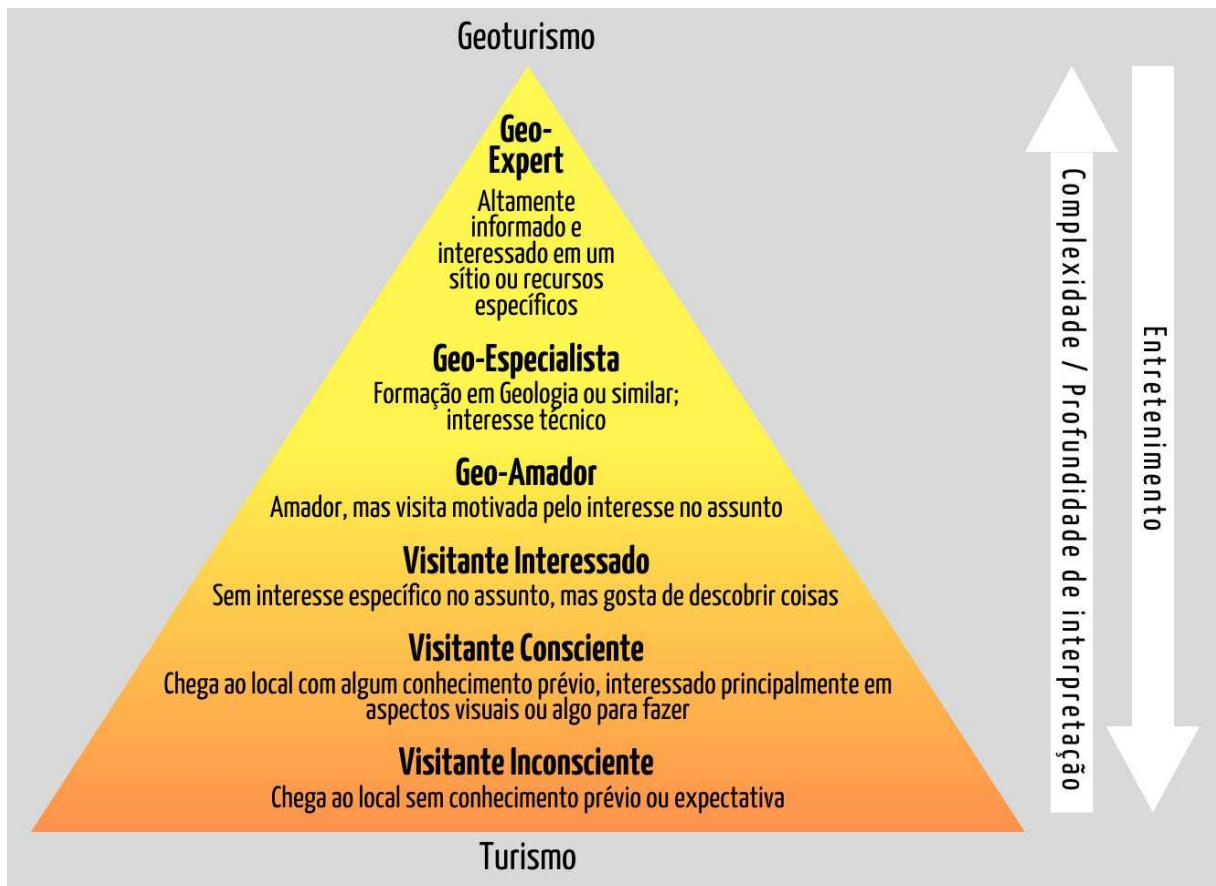 Geoturismo
Geo-
Expert
Altamente
informado e
interessado em um
sítio ou recursos
específicos
Geo-Especialista
Formação em Geologia ou similar;
interesse técnico
Geo-Amador
Amador, mas visita motivada pelo interesse no assunto
Visitante Interessado
Sem interesse específico no assunto, mas gosta de descobrir coisas
Visitante Consciente
Chega ao local com algum conhecimento prévio, interessado principalmente em
aspectos visuais ou algo para fazer
Visitante Inconsciente
Chega ao local sem conhecimento prévio ou expectativa
Turismo
Complexidade / Profundidade de interpretação
Entretenimento